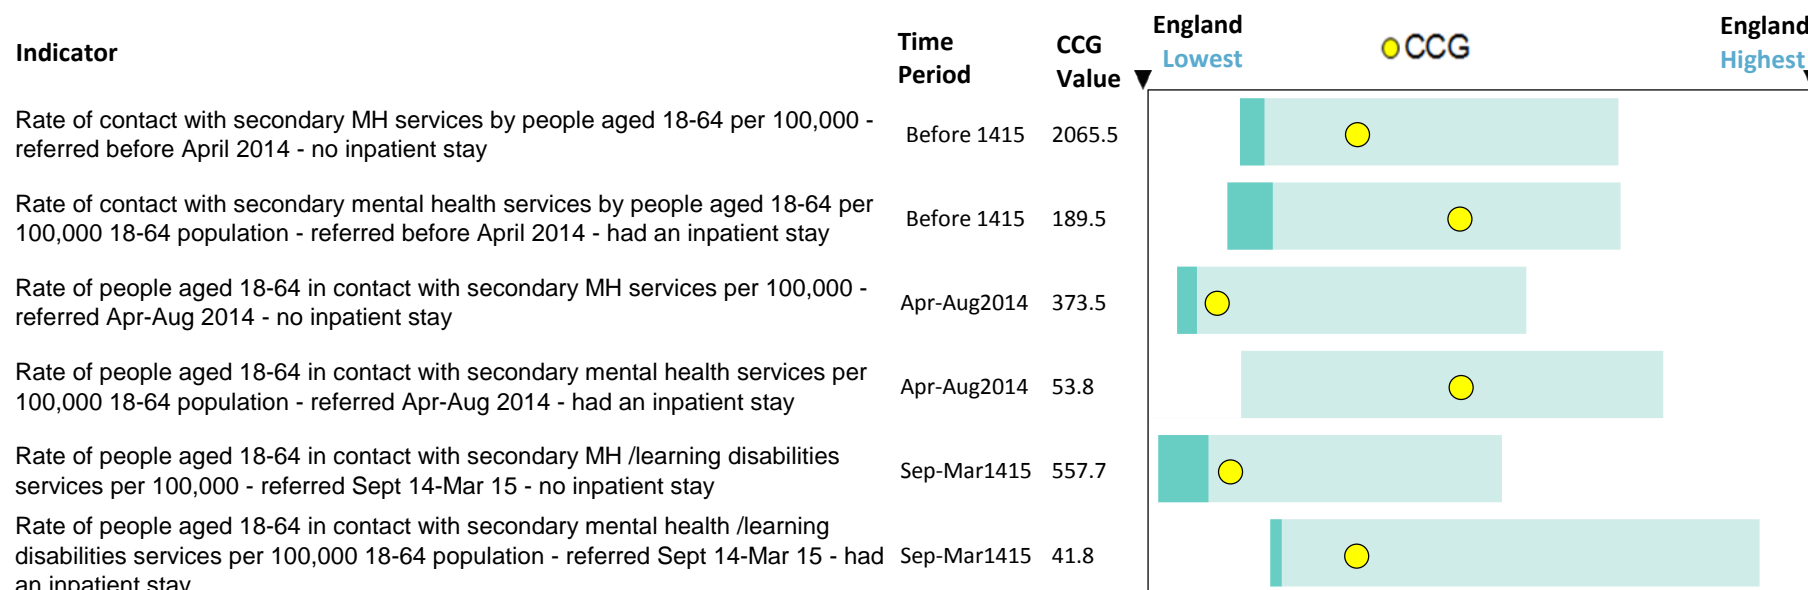 Indicator
Time Period
CCG Value
England Lowest
CCG
England Highest
Rate of contact with secondary MH services by people aged 18-64 per 100,000 -
referred before April 2014 - no inpatient stay
Before 1415
2065.5
Rate of contact with secondary mental health services by people aged 18-64 per
100,000 18-64 population - referred before April 2014 - had an inpatient stay
Before 1415
189.5
Rate of people aged 18-64 in contact with secondary MH services per 100,000 -
referred Apr-Aug 2014 - no inpatient stay
Apr-Aug2014
373.5
Rate of people aged 18-64 in contact with secondary mental health services per
100,000 18-64 population - referred Apr-Aug 2014 - had an inpatient stay
Apr-Aug2014
53.8
Rate of people aged 18-64 in contact with secondary MH /learning disabilities
services per 100,000 - referred Sept 14-Mar 15 - no inpatient stay
Sep-Mar1415
557.7
Rate of people aged 18-64 in contact with secondary mental health /learning
disabilities services per 100,000 18-64 population - referred Sept 14-Mar 15 - had
an inpatient stay
Sep-Mar1415
41.8